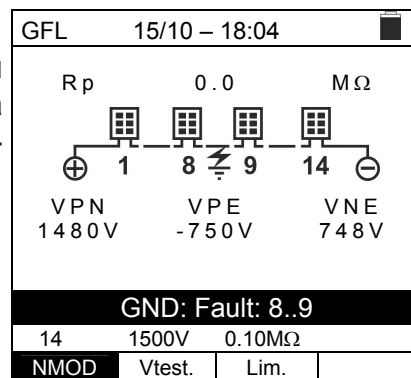 GFL 15/10 – 18:04
Rp 0.0 MΩ
1 8 9 14
VPN VPE VNE
1480V -750V 748V
GND: Fault: 8..9
14 1500V 0.10MΩ
NMOD Vtest. Lim.